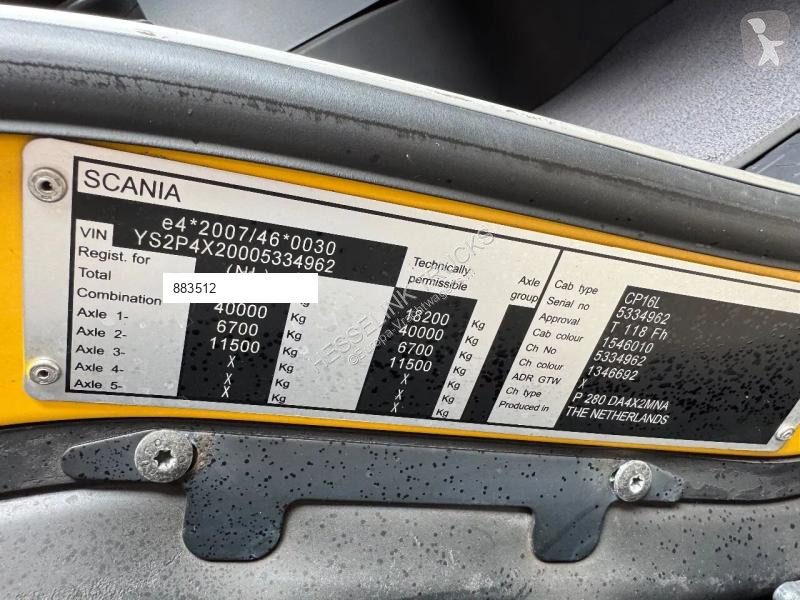 SCANIA
e4*2007/46*0030
VIN YS2P4X20005334962
Regist. for
Total 883512
Combination 40000 Kg
Axle 1- 6700 Kg
Axle 2- 11500 Kg
Axle 3- X Kg
Axle 4- X Kg
Axle 5- X Kg
Technically permissible
18200 Kg
40000 Kg
6700 Kg
11500 Kg
X Kg
X Kg
X
Axle group
Cab type CP16L
Serial no 5334962
Approval T 118 Fh
Cab colour 1546010
Ch No 5334962
Ch colour 1346692
ADR GTW X
Ch type P 280 DA4X2MNA
Produced in THE NETHERLANDS
ESSELINK TRUCKS